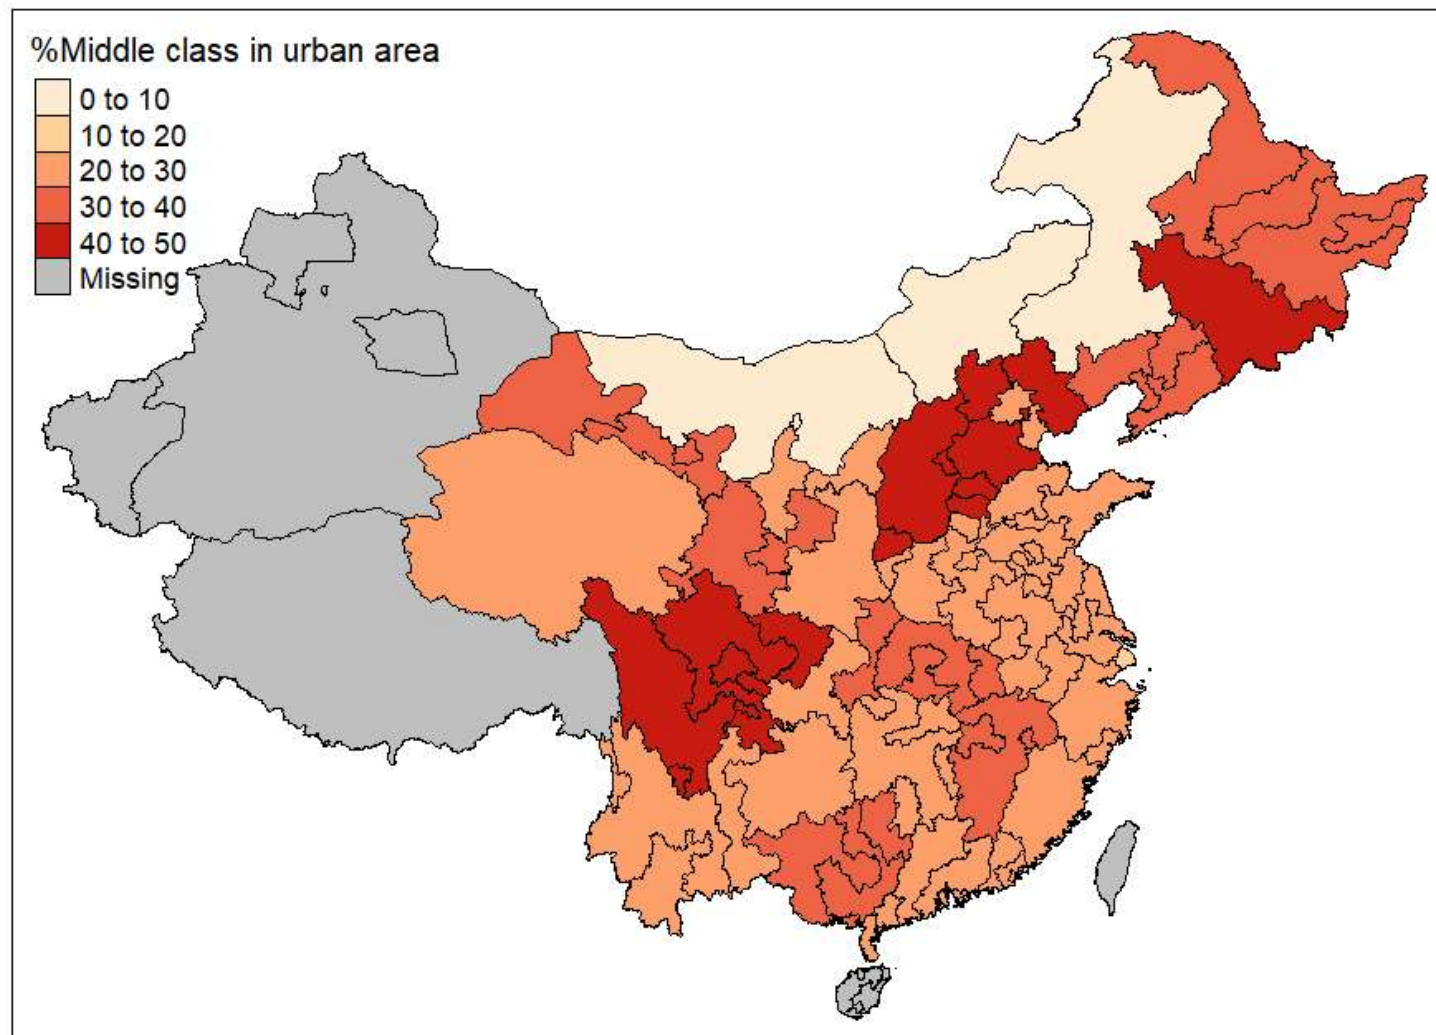 %Middle class in urban area
0 to 10
10 to 20
20 to 30
30 to 40
40 to 50
Missing